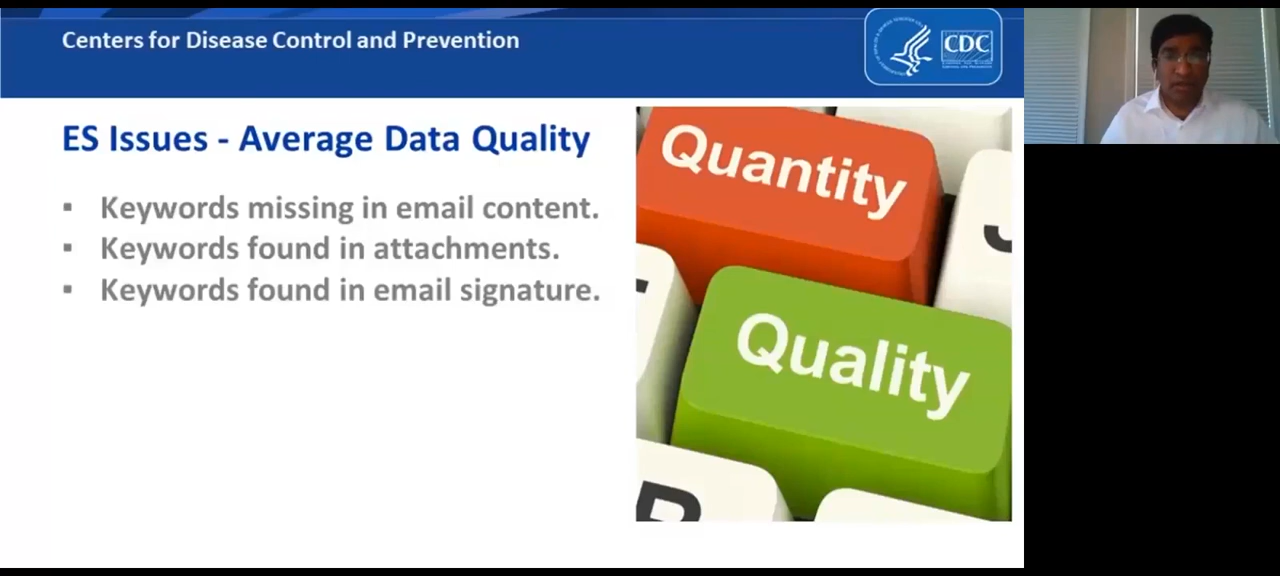 Centers for Disease Control and Prevention
CDC
ES Issues - Average Data Quality
▪ Keywords missing in email content.
▪ Keywords found in attachments.
▪ Keywords found in email signature.
Quantity
Quality
J
R